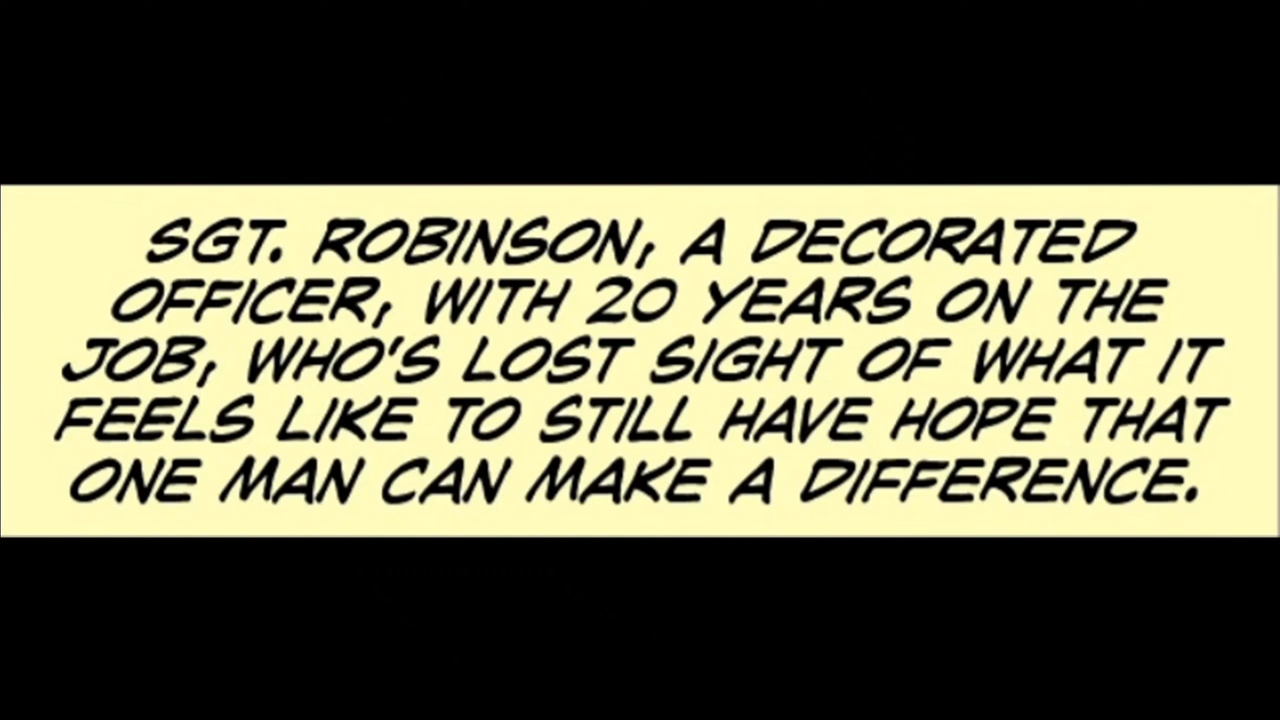 SGT. ROBINSON, A DECORATED
OFFICER, WITH 20 YEARS ON THE
JOB, WHO'S LOST SIGHT OF WHAT IT
FEELS LIKE TO STILL HAVE HOPE THAT
ONE MAN CAN MAKE A DIFFERENCE.